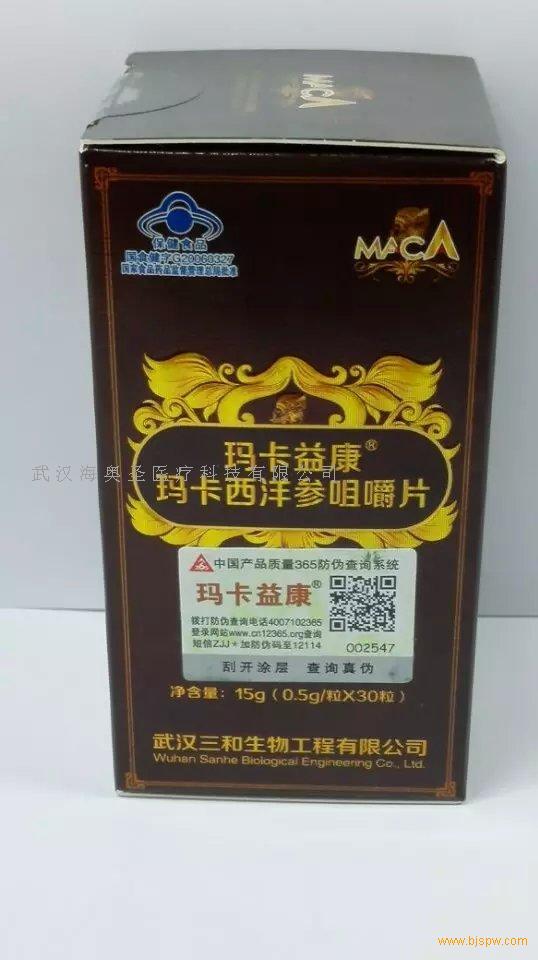 MACA
保健食品
国食健字G20060327
国家食品药品监督管理总局批准
MACA
玛卡益康®
玛卡西洋参咀嚼片
武汉海奥圣医疗科技有限公司
中国产品质量365防伪查询系统
玛卡益康®
拨打防伪查询电话4007102365
登录网站www.cn12365.org查询
短信ZJJ*加防伪码至12114
002547
刮开涂层 查询真伪
净含量：15g（0.5g/粒X30粒）
武汉三和生物工程有限公司
Wuhan Sanhe Biological Engineering Co., Ltd.
www.bjspw.com